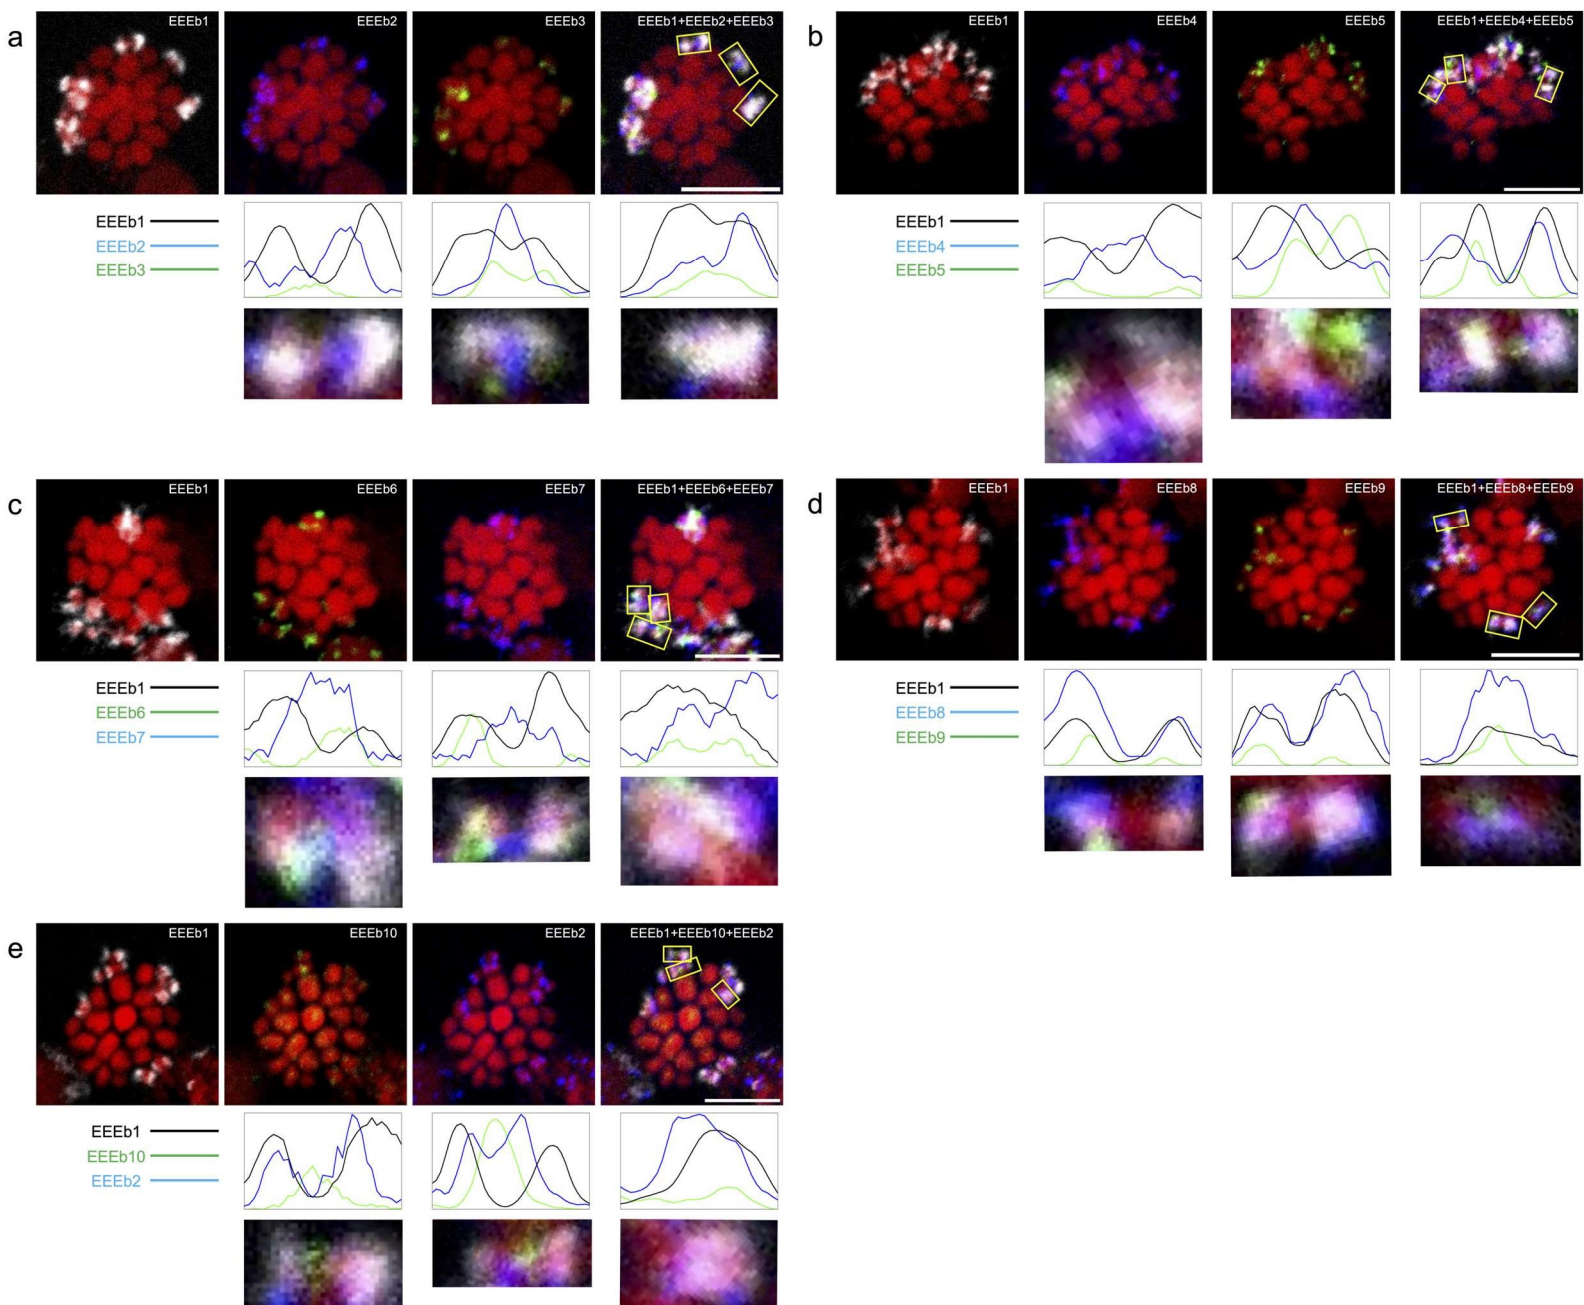 a
EEEb1 EEEb2 EEEb3 EEEb1+EEEb2+EEEb3
EEEb1
EEEb2
EEEb3
b
EEEb1 EEEb4 EEEb5 EEEb1+EEEb4+EEEb5
EEEb1
EEEb4
EEEb5
c
EEEb1 EEEb6 EEEb7 EEEb1+EEEb6+EEEb7
EEEb1
EEEb6
EEEb7
d
EEEb1 EEEb8 EEEb9 EEEb1+EEEb8+EEEb9
EEEb1
EEEb8
EEEb9
e
EEEb1 EEEb10 EEEb2 EEEb1+EEEb10+EEEb2
EEEb1
EEEb10
EEEb2